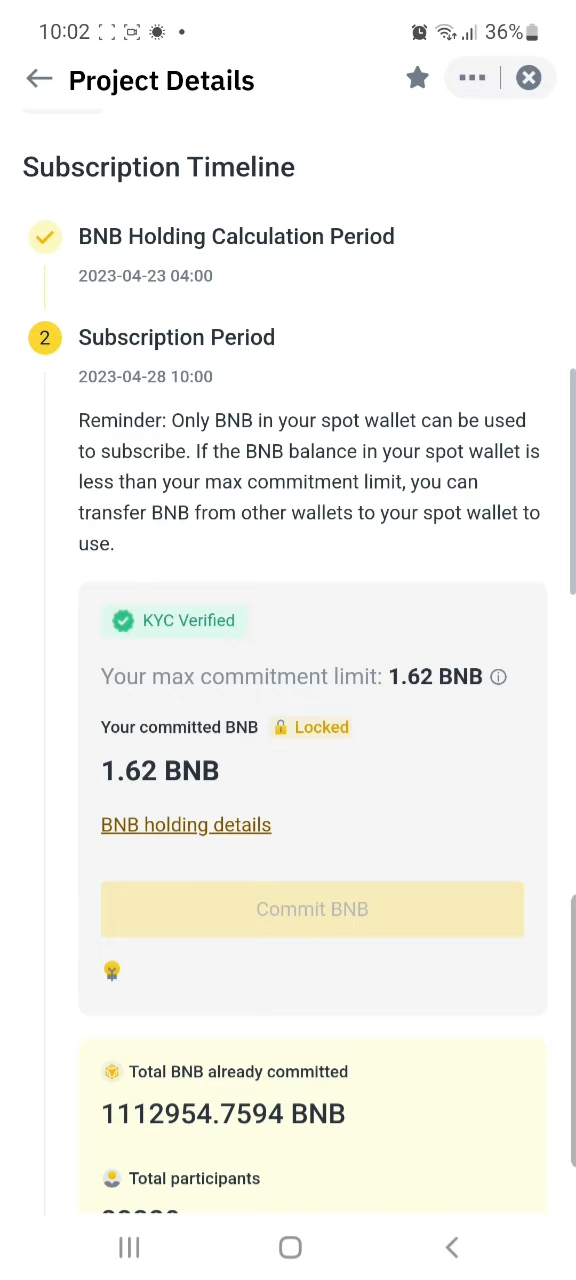 10:02 36%
Project Details
Subscription Timeline
BNB Holding Calculation Period
2023-04-23 04:00
2 Subscription Period
2023-04-28 10:00
Reminder: Only BNB in your spot wallet can be used
to subscribe. If the BNB balance in your spot wallet is
less than your max commitment limit, you can
transfer BNB from other wallets to your spot wallet to
use.
KYC Verified
Your max commitment limit: 1.62 BNB
Your committed BNB Locked
1.62 BNB
BNB holding details
Commit BNB
Total BNB already committed
1112954.7594 BNB
Total participants